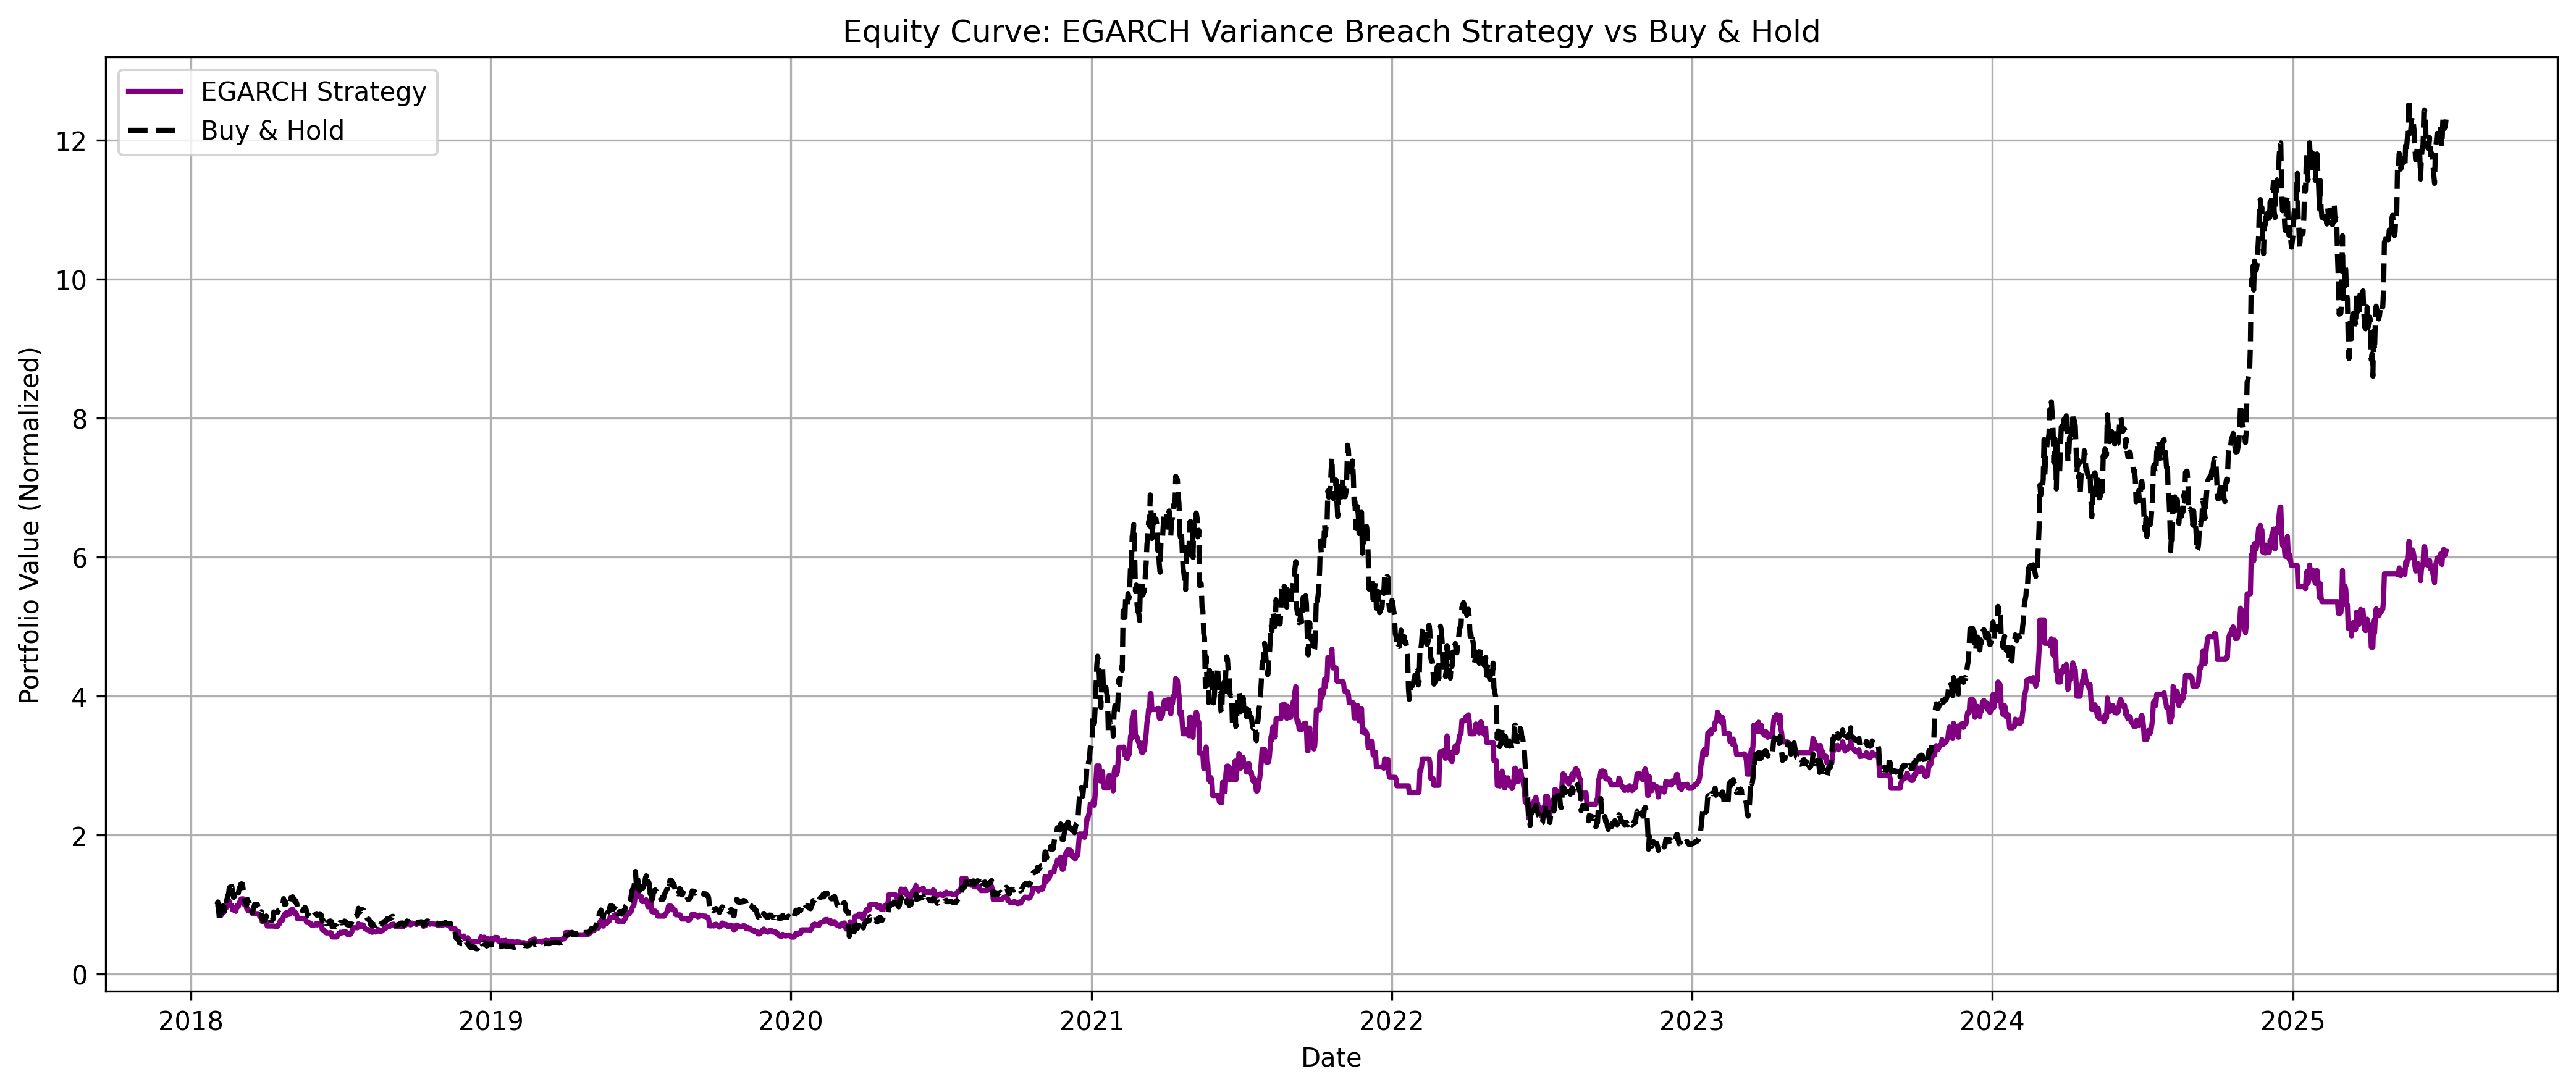 Equity Curve: EGARCH Variance Breach Strategy vs Buy & Hold
EGARCH Strategy
Buy & Hold
Portfolio Value (Normalized)
12
10
8
6
4
2
0
2018 2019 2020 2021 2022 2023 2024 2025
Date